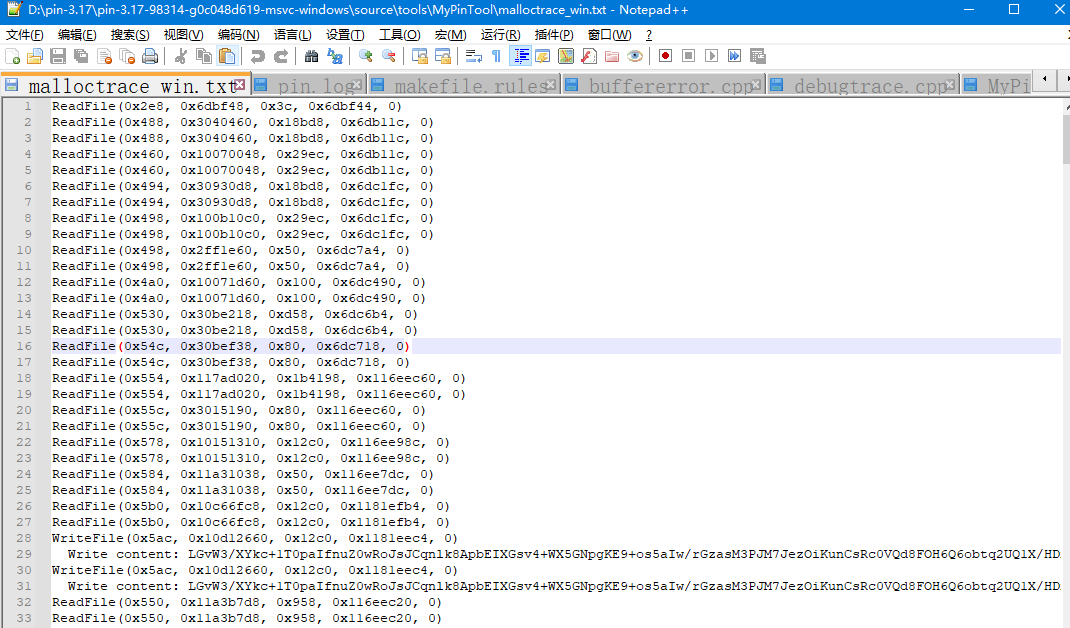 D:\pin-3.17\pin-3.17-98314-g0c048d619-msvc-windows\source\tools\MyPinTool\malloctrace_win.txt - Notepad++
文件(F) 编辑(E) 搜索(S) 视图(V) 编码(N) 语言(L) 设置(T) 工具(O) 宏(M) 运行(R) 插件(P) 窗口(W) ?
malloctrace_win.txt pin.log makefile.rules buffererror.cpp debugtrace.cpp MyPi
1 ReadFile(0x2e8, 0x6dbf48, 0x3c, 0x6dbf44, 0)
2 ReadFile(0x488, 0x3040460, 0x18bd8, 0x6db11c, 0)
3 ReadFile(0x488, 0x3040460, 0x18bd8, 0x6db11c, 0)
4 ReadFile(0x460, 0x10070048, 0x29ec, 0x6db11c, 0)
5 ReadFile(0x460, 0x10070048, 0x29ec, 0x6db11c, 0)
6 ReadFile(0x494, 0x30930d8, 0x18bd8, 0x6dc1fc, 0)
7 ReadFile(0x494, 0x30930d8, 0x18bd8, 0x6dc1fc, 0)
8 ReadFile(0x498, 0x100b10c0, 0x29ec, 0x6dc1fc, 0)
9 ReadFile(0x498, 0x100b10c0, 0x29ec, 0x6dc1fc, 0)
10 ReadFile(0x498, 0x2ff1e60, 0x50, 0x6dc7a4, 0)
11 ReadFile(0x498, 0x2ff1e60, 0x50, 0x6dc7a4, 0)
12 ReadFile(0x4a0, 0x10071d60, 0x100, 0x6dc490, 0)
13 ReadFile(0x4a0, 0x10071d60, 0x100, 0x6dc490, 0)
14 ReadFile(0x530, 0x30be218, 0xd58, 0x6dc6b4, 0)
15 ReadFile(0x530, 0x30be218, 0xd58, 0x6dc6b4, 0)
16 ReadFile(0x54c, 0x30bef38, 0x80, 0x6dc718, 0)
17 ReadFile(0x54c, 0x30bef38, 0x80, 0x6dc718, 0)
18 ReadFile(0x554, 0x117ad020, 0x1b4198, 0x116eec60, 0)
19 ReadFile(0x554, 0x117ad020, 0x1b4198, 0x116eec60, 0)
20 ReadFile(0x55c, 0x3015190, 0x80, 0x116eec60, 0)
21 ReadFile(0x55c, 0x3015190, 0x80, 0x116eec60, 0)
22 ReadFile(0x578, 0x10151310, 0x12c0, 0x116ee98c, 0)
23 ReadFile(0x578, 0x10151310, 0x12c0, 0x116ee98c, 0)
24 ReadFile(0x584, 0x11a31038, 0x50, 0x116ee7dc, 0)
25 ReadFile(0x584, 0x11a31038, 0x50, 0x116ee7dc, 0)
26 ReadFile(0x5b0, 0x10c66fc8, 0x12c0, 0x1181efb4, 0)
27 ReadFile(0x5b0, 0x10c66fc8, 0x12c0, 0x1181efb4, 0)
28 WriteFile(0x5ac, 0x10d12660, 0x12c0, 0x1181eec4, 0)
29 Write content: LGvW3/XYkc+lT0paIfnuZ0wRoJsJCqnlk8ApbEIXGsv4+WX5GNpgKE9+os5aIw/rGzasM3PJM7JezOiKunCsRc0VQd8FOH6Q6obtq2UQlX/HD
30 WriteFile(0x5ac, 0x10d12660, 0x12c0, 0x1181eec4, 0)
31 Write content: LGvW3/XYkc+lT0paIfnuZ0wRoJsJCqnlk8ApbEIXGsv4+WX5GNpgKE9+os5aIw/rGzasM3PJM7JezOiKunCsRc0VQd8FOH6Q6obtq2UQlX/HD
32 ReadFile(0x550, 0x11a3b7d8, 0x958, 0x116eec20, 0)
33 ReadFile(0x550, 0x11a3b7d8, 0x958, 0x116eec20, 0)